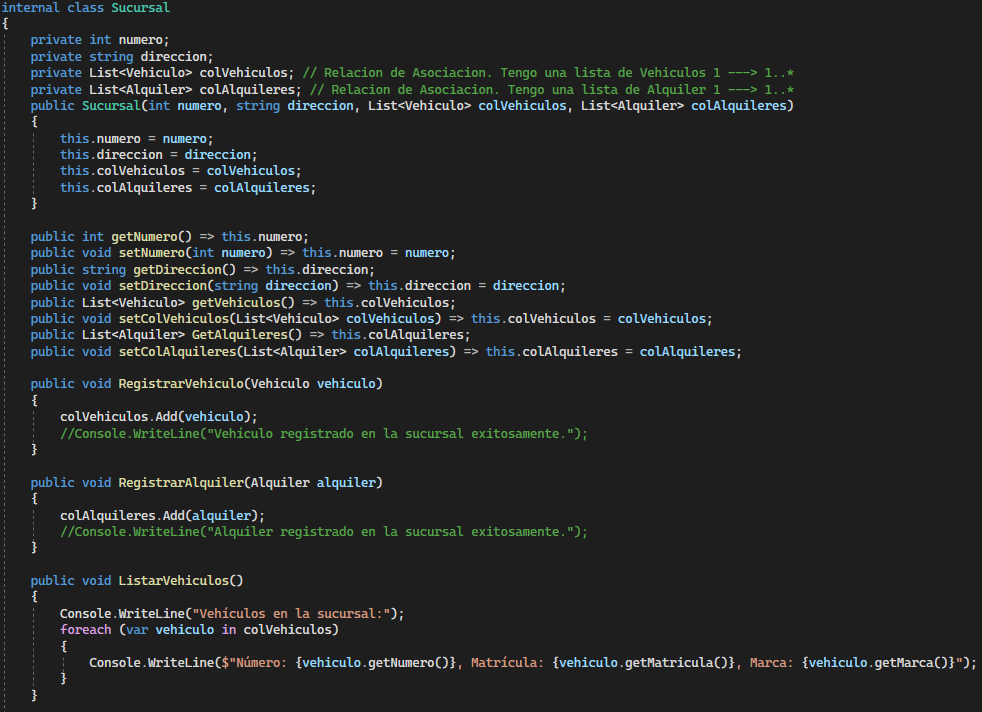 internal class Sucursal
{
    private int numero;
    private string direccion;
    private List<Vehiculo> colVehiculos; // Relacion de Asociacion. Tengo una lista de Vehiculos 1 ---> 1..*
    private List<Alquiler> colAlquileres; // Relacion de Asociacion. Tengo una lista de Alquiler 1 ---> 1..*
    public Sucursal(int numero, string direccion, List<Vehiculo> colVehiculos, List<Alquiler> colAlquileres)
    {
        this.numero = numero;
        this.direccion = direccion;
        this.colVehiculos = colVehiculos;
        this.colAlquileres = colAlquileres;
    }

    public int getNumero() => this.numero;
    public void setNumero(int numero) => this.numero = numero;
    public string getDireccion() => this.direccion;
    public void setDireccion(string direccion) => this.direccion = direccion;
    public List<Vehiculo> getVehiculos() => this.colVehiculos;
    public void setColVehiculos(List<Vehiculo> colVehiculos) => this.colVehiculos = colVehiculos;
    public List<Alquiler> GetAlquileres() => this.colAlquileres;
    public void setColAlquileres(List<Alquiler> colAlquileres) => this.colAlquileres = colAlquileres;

    public void RegistrarVehiculo(Vehiculo vehiculo)
    {
        colVehiculos.Add(vehiculo);
        //Console.WriteLine("Vehículo registrado en la sucursal exitosamente.");
    }

    public void RegistrarAlquiler(Alquiler alquiler)
    {
        colAlquileres.Add(alquiler);
        //Console.WriteLine("Alquiler registrado en la sucursal exitosamente.");
    }

    public void ListarVehiculos()
    {
        Console.WriteLine("Vehículos en la sucursal:");
        foreach (var vehiculo in colVehiculos)
        {
            Console.WriteLine($"Número: {vehiculo.getNumero()}, Matrícula: {vehiculo.getMatricula()}, Marca: {vehiculo.getMarca()}");
        }
    }